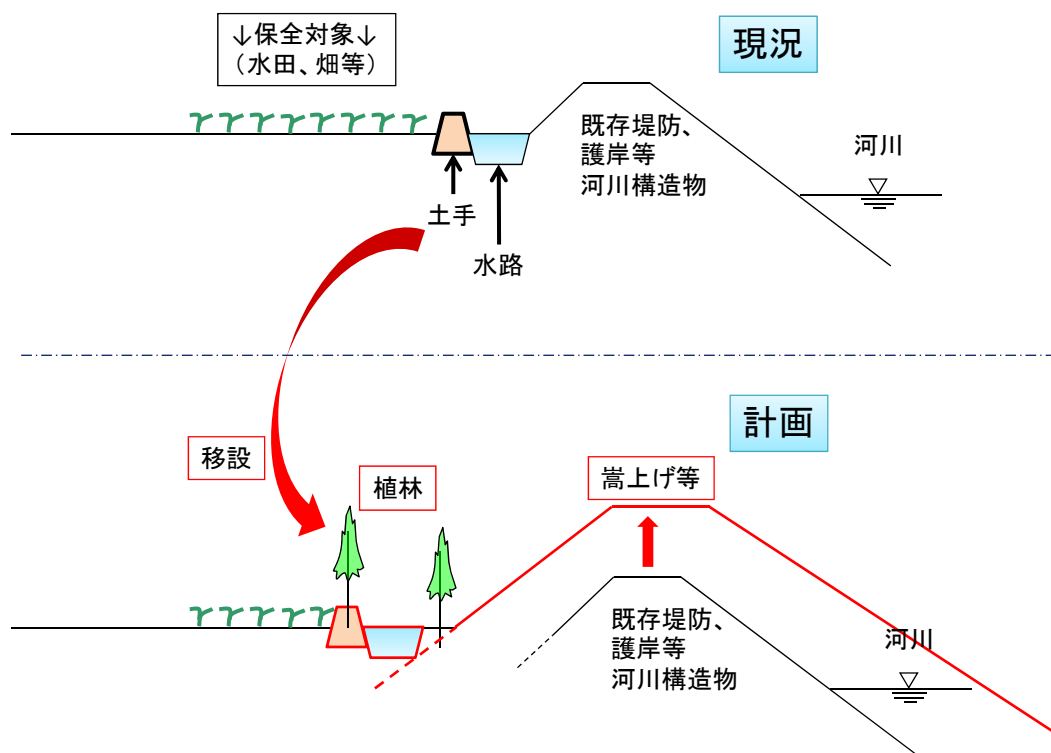 ↓保全対象↓
（水田、畑等）
現況
既存堤防、
護岸等
河川構造物
河川
土手
水路
計画
移設
植林
嵩上げ等
既存堤防、
護岸等
河川構造物
河川